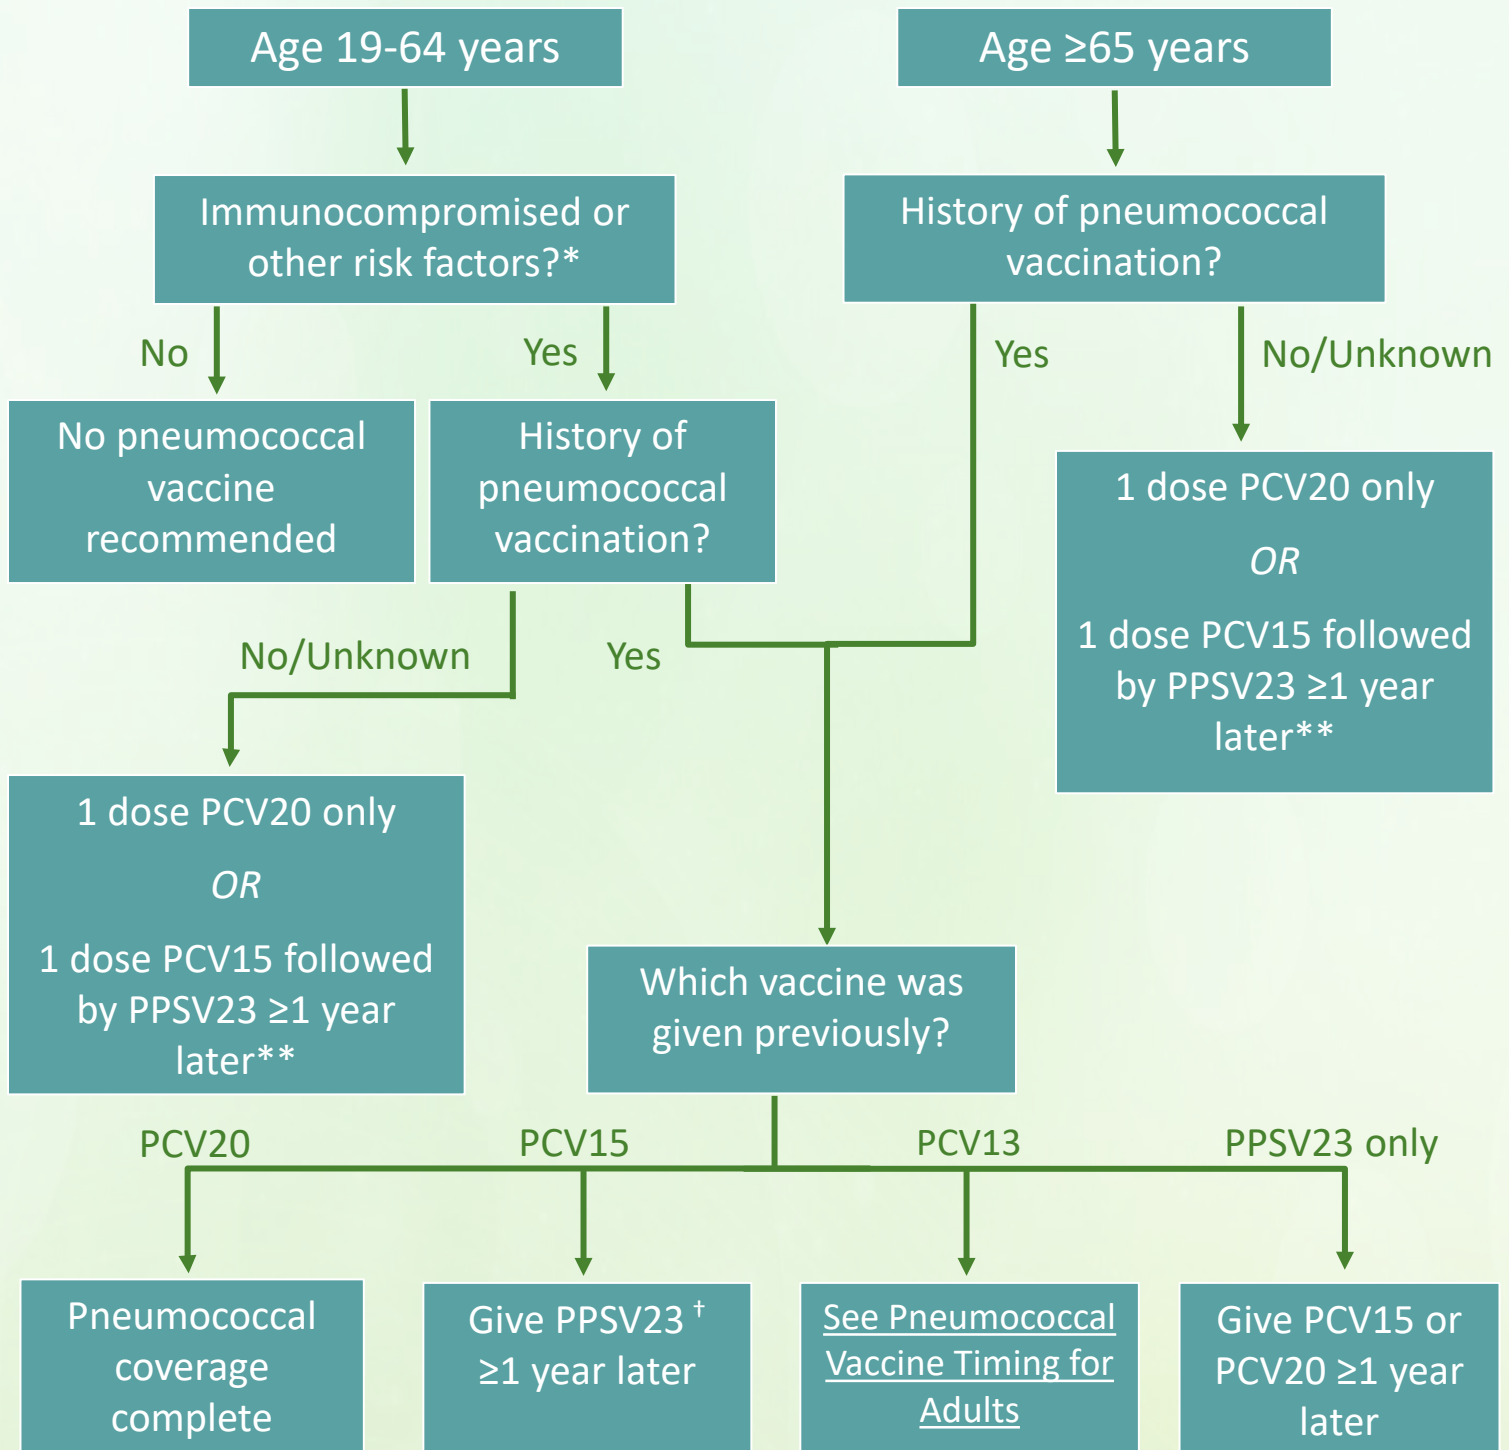 Age 19-64 years
Age ≥65 years
Immunocompromised or
other risk factors?*
History of pneumococcal
vaccination?
No
Yes
Yes
No/Unknown
No pneumococcal
vaccine
recommended
History of
pneumococcal
vaccination?
1 dose PCV20 only
OR
1 dose PCV15 followed
by PPSV23 ≥1 year
later**
No/Unknown
Yes
1 dose PCV20 only
OR
1 dose PCV15 followed
by PPSV23 ≥1 year
later**
Which vaccine was
given previously?
PCV20
PCV15
PCV13
PPSV23 only
Pneumococcal
coverage
complete
Give PPSV23 †
≥1 year later
See Pneumococcal
Vaccine Timing for
Adults
Give PCV15 or
PCV20 ≥1 year
later